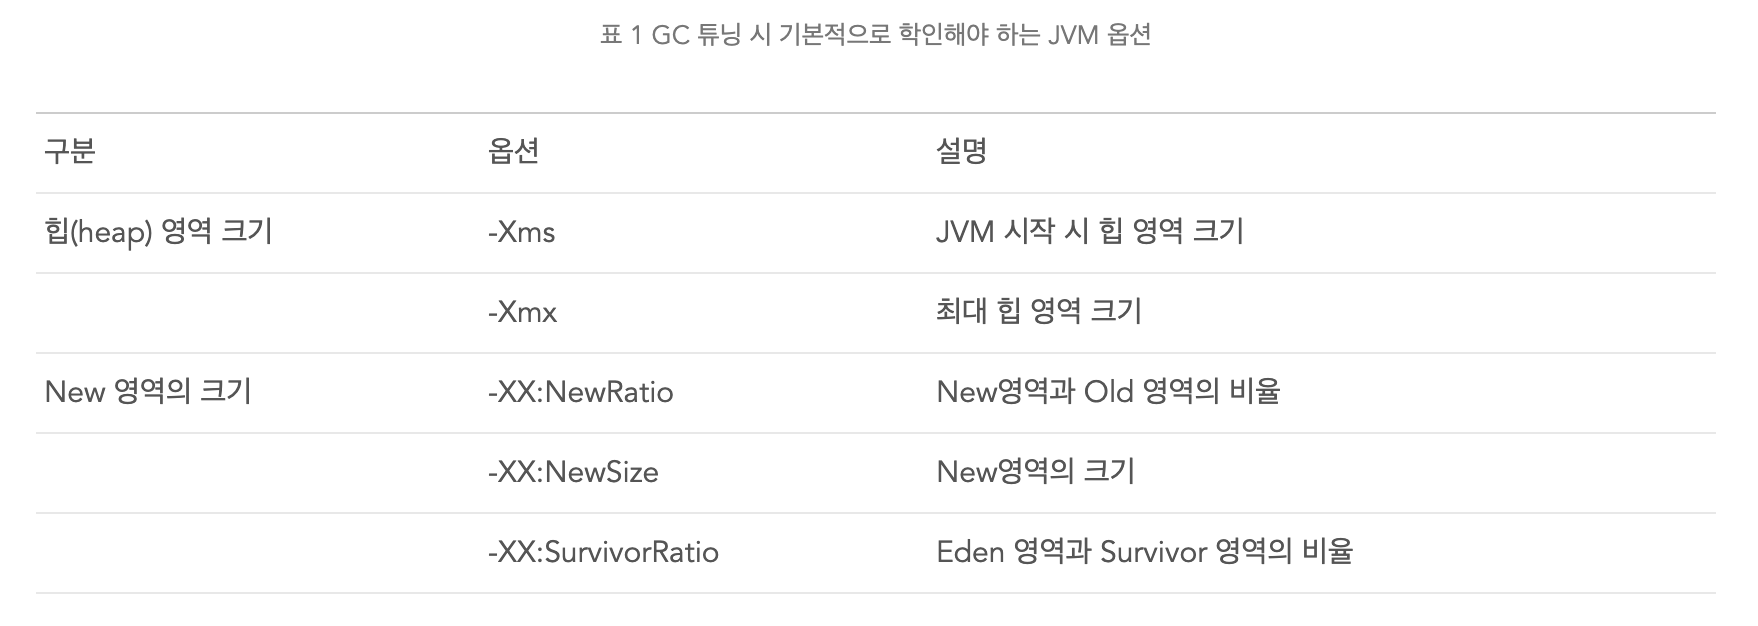 표 1 GC 튜닝 시 기본적으로 학인해야 하는 JVM 옵션
구분 옵션 설명
힙(heap) 영역 크기 -Xms JVM 시작 시 힙 영역 크기
-Xmx 최대 힙 영역 크기
New 영역의 크기 -XX:NewRatio New영역과 Old 영역의 비율
-XX:NewSize New영역의 크기
-XX:SurvivorRatio Eden 영역과 Survivor 영역의 비율